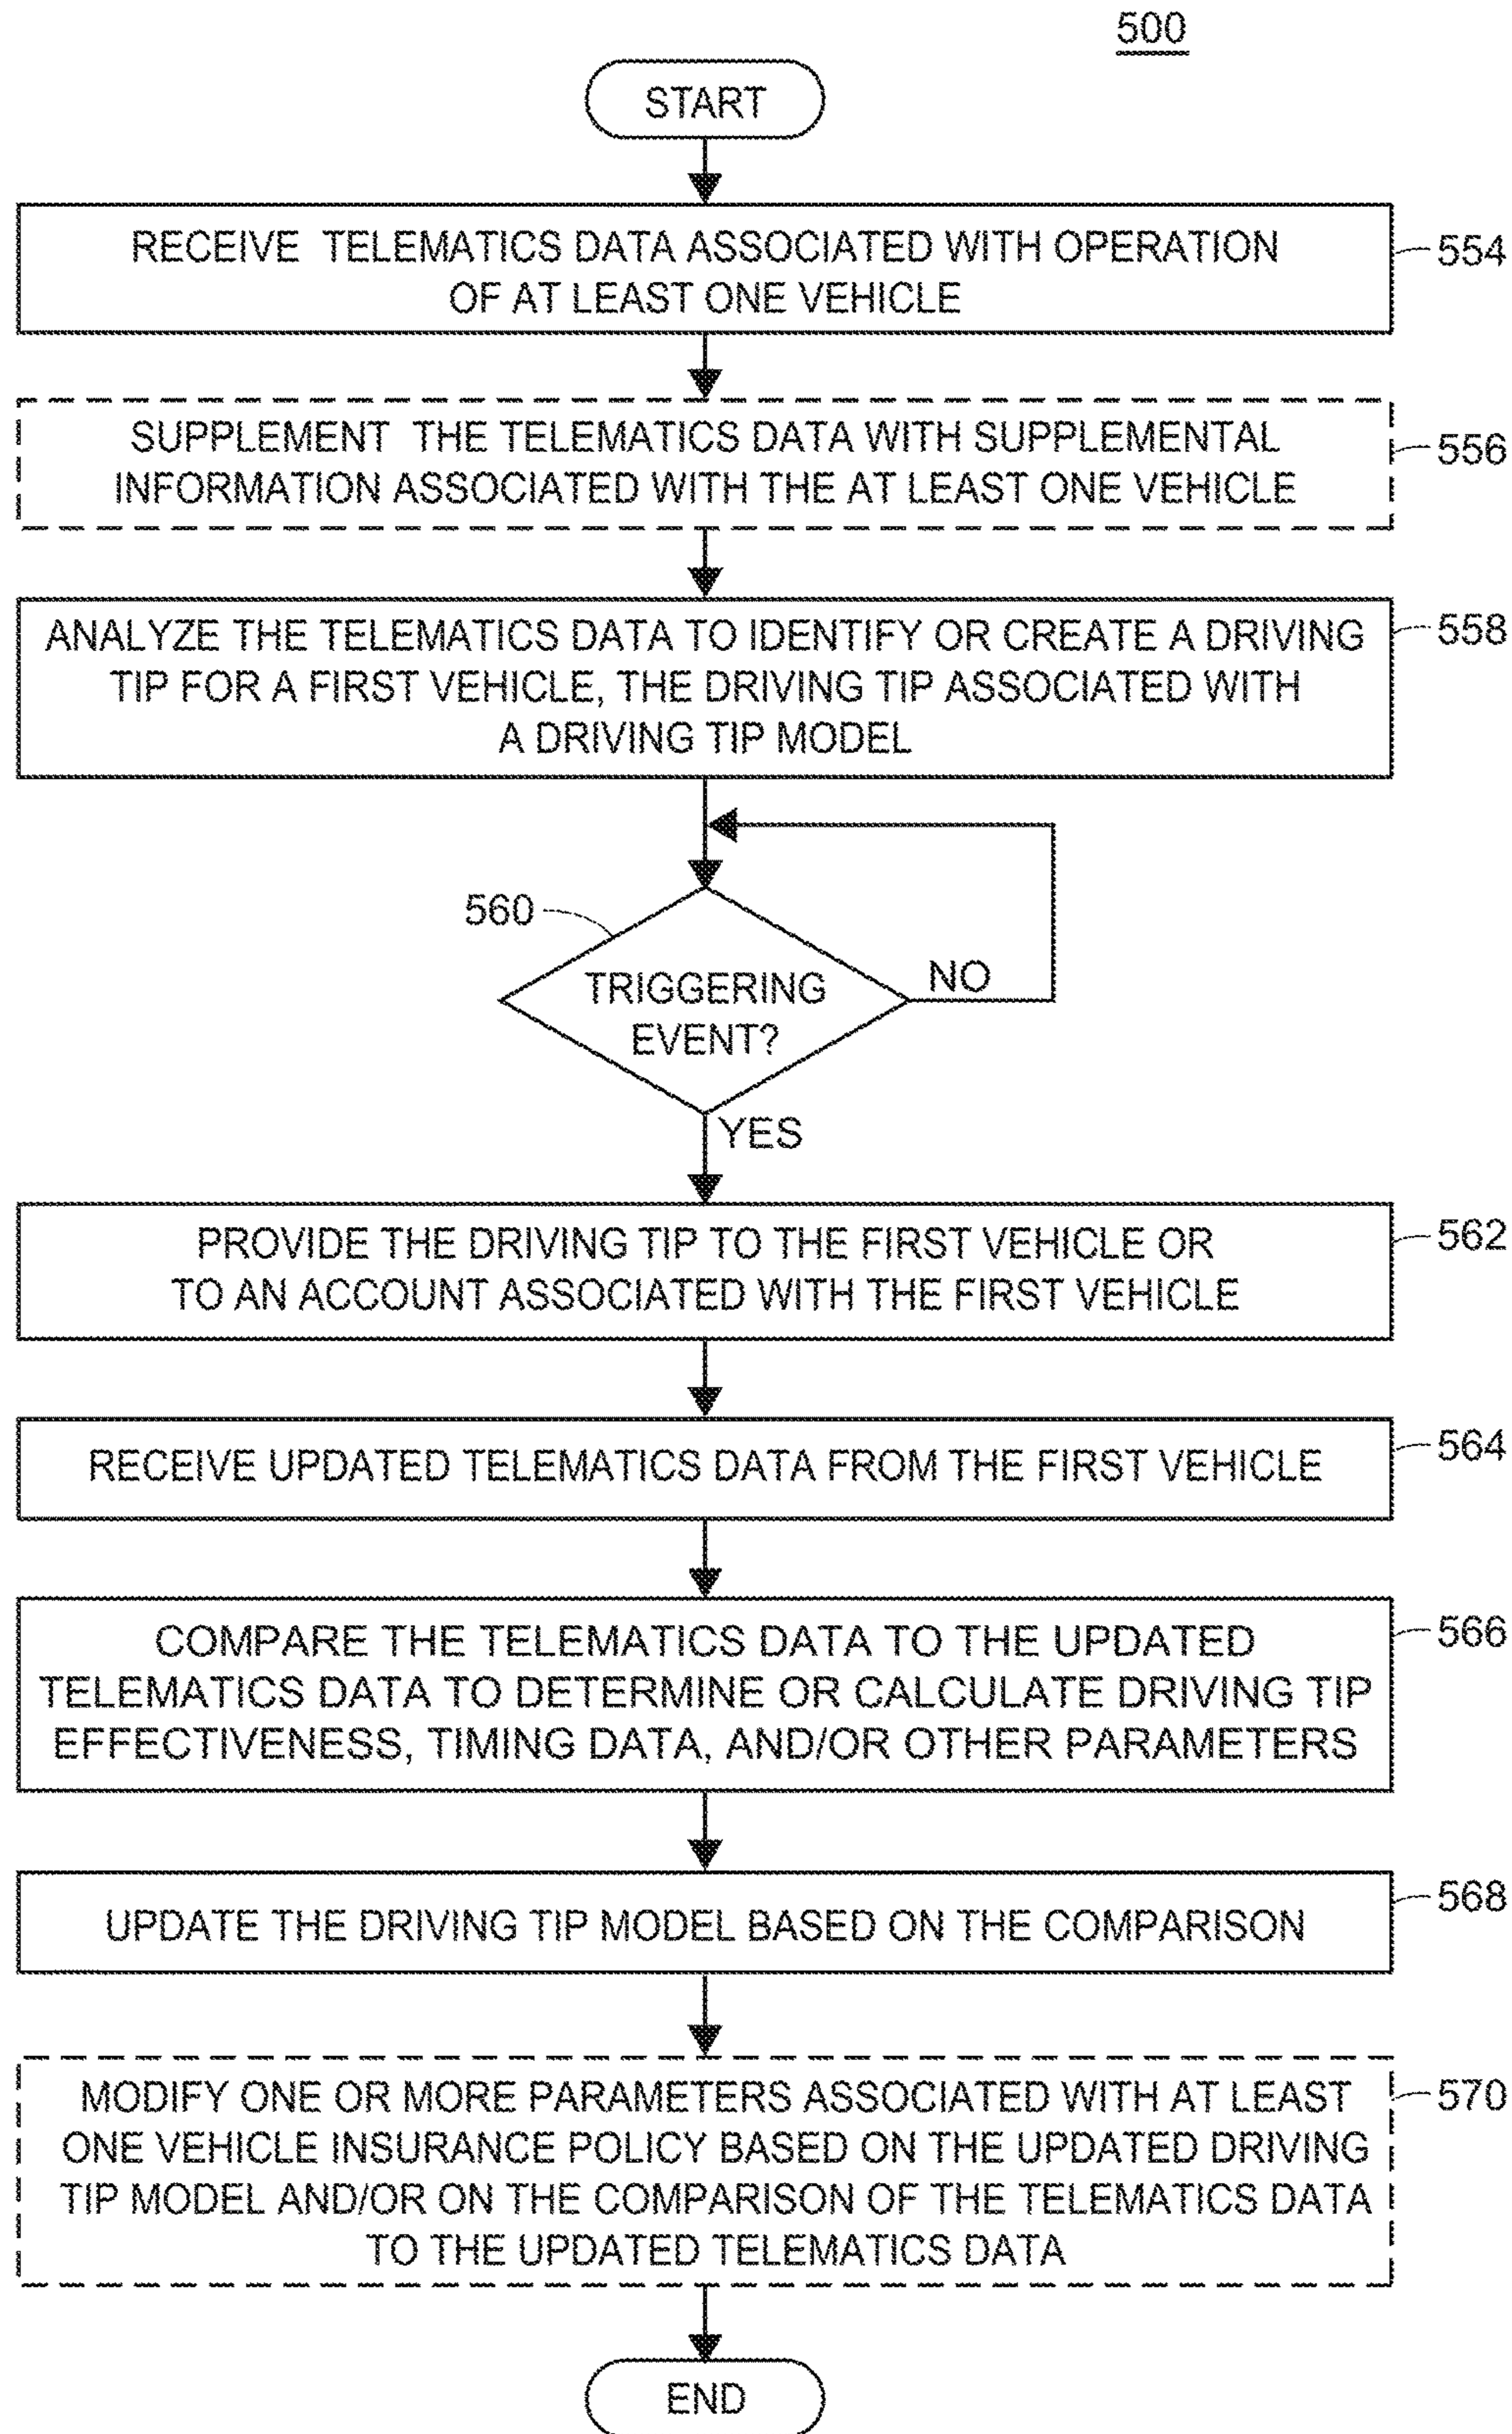 500
START
RECEIVE TELEMATICS DATA ASSOCIATED WITH OPERATION
OF AT LEAST ONE VEHICLE
554
SUPPLEMENT THE TELEMATICS DATA WITH SUPPLEMENTAL
INFORMATION ASSOCIATED WITH THE AT LEAST ONE VEHICLE
556
ANALYZE THE TELEMATICS DATA TO IDENTIFY OR CREATE A DRIVING
TIP FOR A FIRST VEHICLE, THE DRIVING TIP ASSOCIATED WITH
A DRIVING TIP MODEL
558
560
TRIGGERING
EVENT?
NO
YES
PROVIDE THE DRIVING TIP TO THE FIRST VEHICLE OR
TO AN ACCOUNT ASSOCIATED WITH THE FIRST VEHICLE
562
RECEIVE UPDATED TELEMATICS DATA FROM THE FIRST VEHICLE
564
COMPARE THE TELEMATICS DATA TO THE UPDATED
TELEMATICS DATA TO DETERMINE OR CALCULATE DRIVING TIP
EFFECTIVENESS, TIMING DATA, AND/OR OTHER PARAMETERS
566
UPDATE THE DRIVING TIP MODEL BASED ON THE COMPARISON
568
MODIFY ONE OR MORE PARAMETERS ASSOCIATED WITH AT LEAST
ONE VEHICLE INSURANCE POLICY BASED ON THE UPDATED DRIVING
TIP MODEL AND/OR ON THE COMPARISON OF THE TELEMATICS DATA
TO THE UPDATED TELEMATICS DATA
570
END